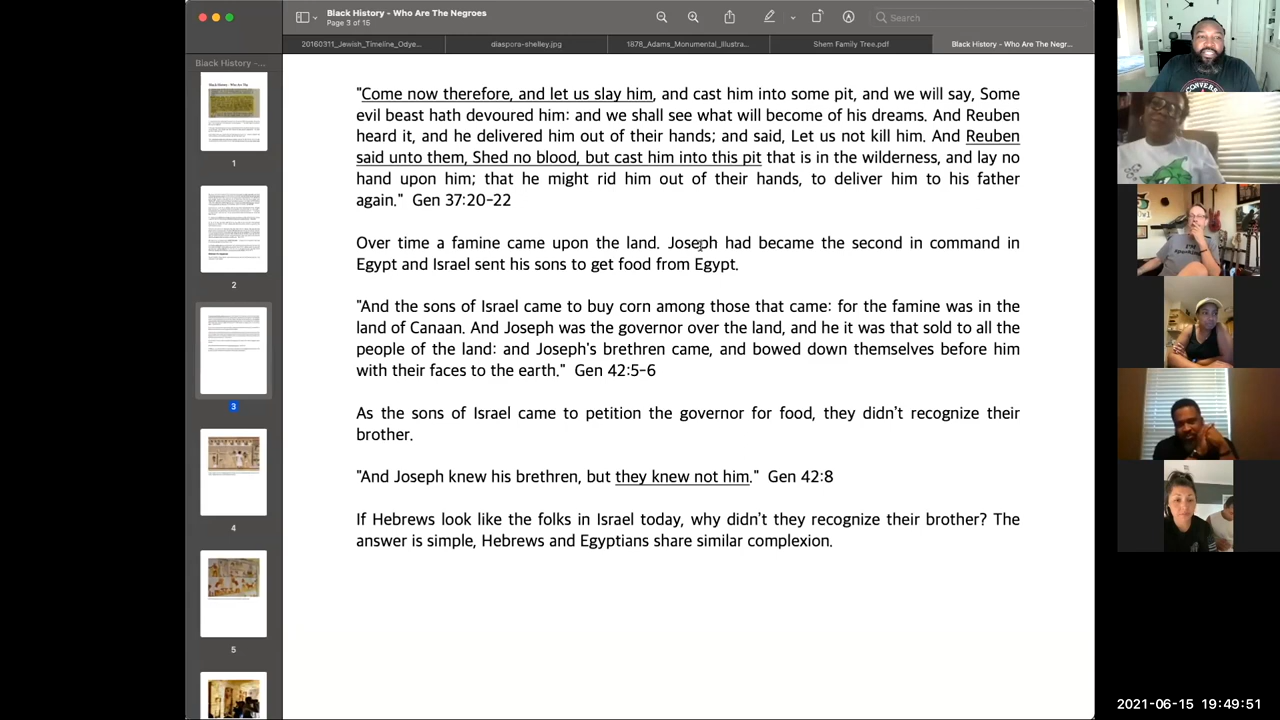 Black History - Who Are The Negroes
Page 3 of 15
Search
20160311_Jewish_Timeline_Odye...
diaspora-shelley.jpg
1878_Adams_Monumental_Illustra...
Shem Family Tree.pdf
Black History - Who Are The Negr...
Black History -...
1
2
3
4
5
"Come now therefore, and let us slay him, and cast him into some pit, and we will say, Some
evil beast hath devoured him: and we shall see what will become of his dreams. And Reuben
heard it, and he delivered him out of their hands; and said, Let us not kill him. And Reuben
said unto them, Shed no blood, but cast him into this pit that is in the wilderness, and lay no
hand upon him; that he might rid him out of their hands, to deliver him to his father
again." Gen 37:20-22
Over time a famine came upon the land. Joseph had became the second in command in
Egypt and Israel sent his sons to get food from Egypt.
"And the sons of Israel came to buy corn among those that came: for the famine was in the
land of Canaan. And Joseph was the governor over the land, and he it was that sold to all the
people of the land: and Joseph's brethren came, and bowed down themselves before him
with their faces to the earth." Gen 42:5-6
As the sons of Israel came to petition the governor for food, they didn't recognize their
brother.
"And Joseph knew his brethren, but they knew not him." Gen 42:8
If Hebrews look like the folks in Israel today, why didn't they recognize their brother? The
answer is simple, Hebrews and Egyptians share similar complexion.
2021-06-15 19:49:51